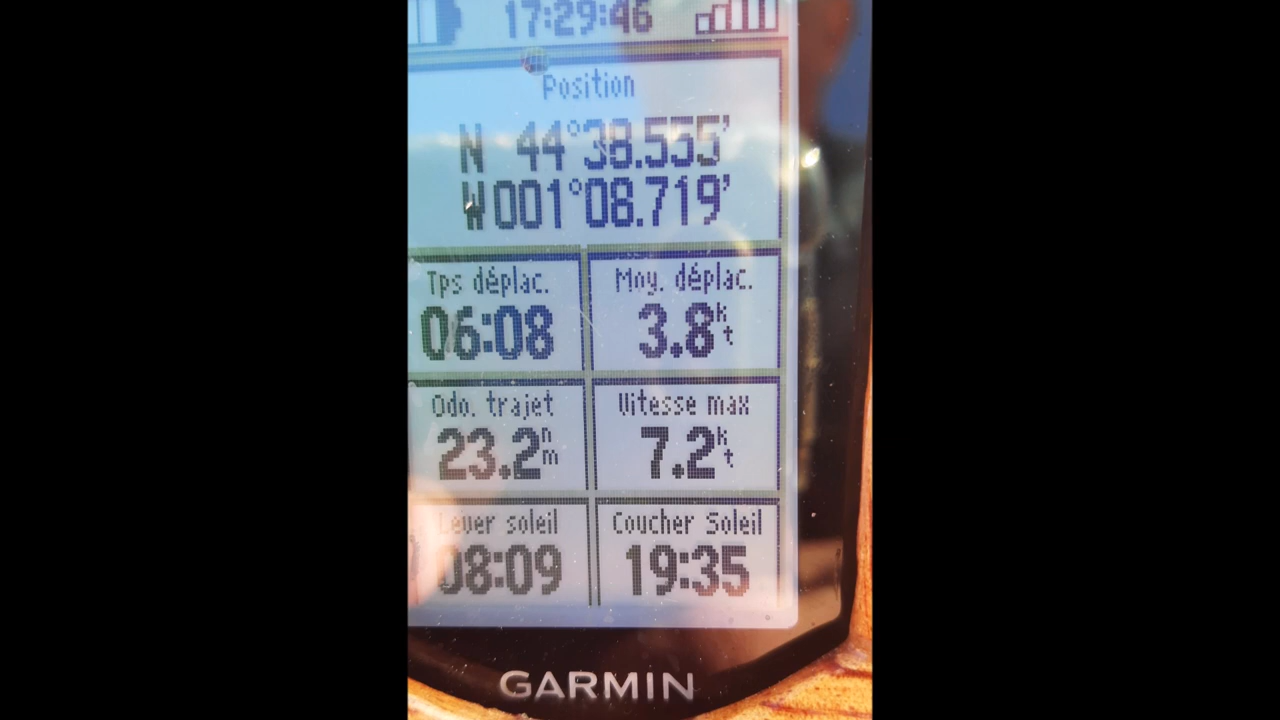 17:29:46
Position
N 44°38.555'
W001°08.719'
Tps déplac. Moy. déplac.
06:08 3.8kt
Odo. trajet Vitesse max
23.2nm 7.2kt
Lever soleil Coucher Soleil
08:09 19:35
GARMIN